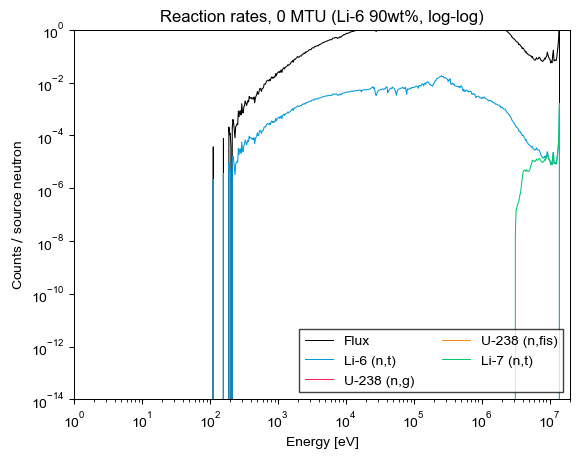 Reaction rates, 0 MTU (Li-6 90wt%, log-log)
Counts / source neutron
10^0
10^−2
10^−4
10^−6
10^−8
10^−10
10^−12
10^−14
Flux
Li-6 (n,t)
U-238 (n,g)
U-238 (n,fis)
Li-7 (n,t)
10^0 10^1 10^2 10^3 10^4 10^5 10^6 10^7
Energy [eV]